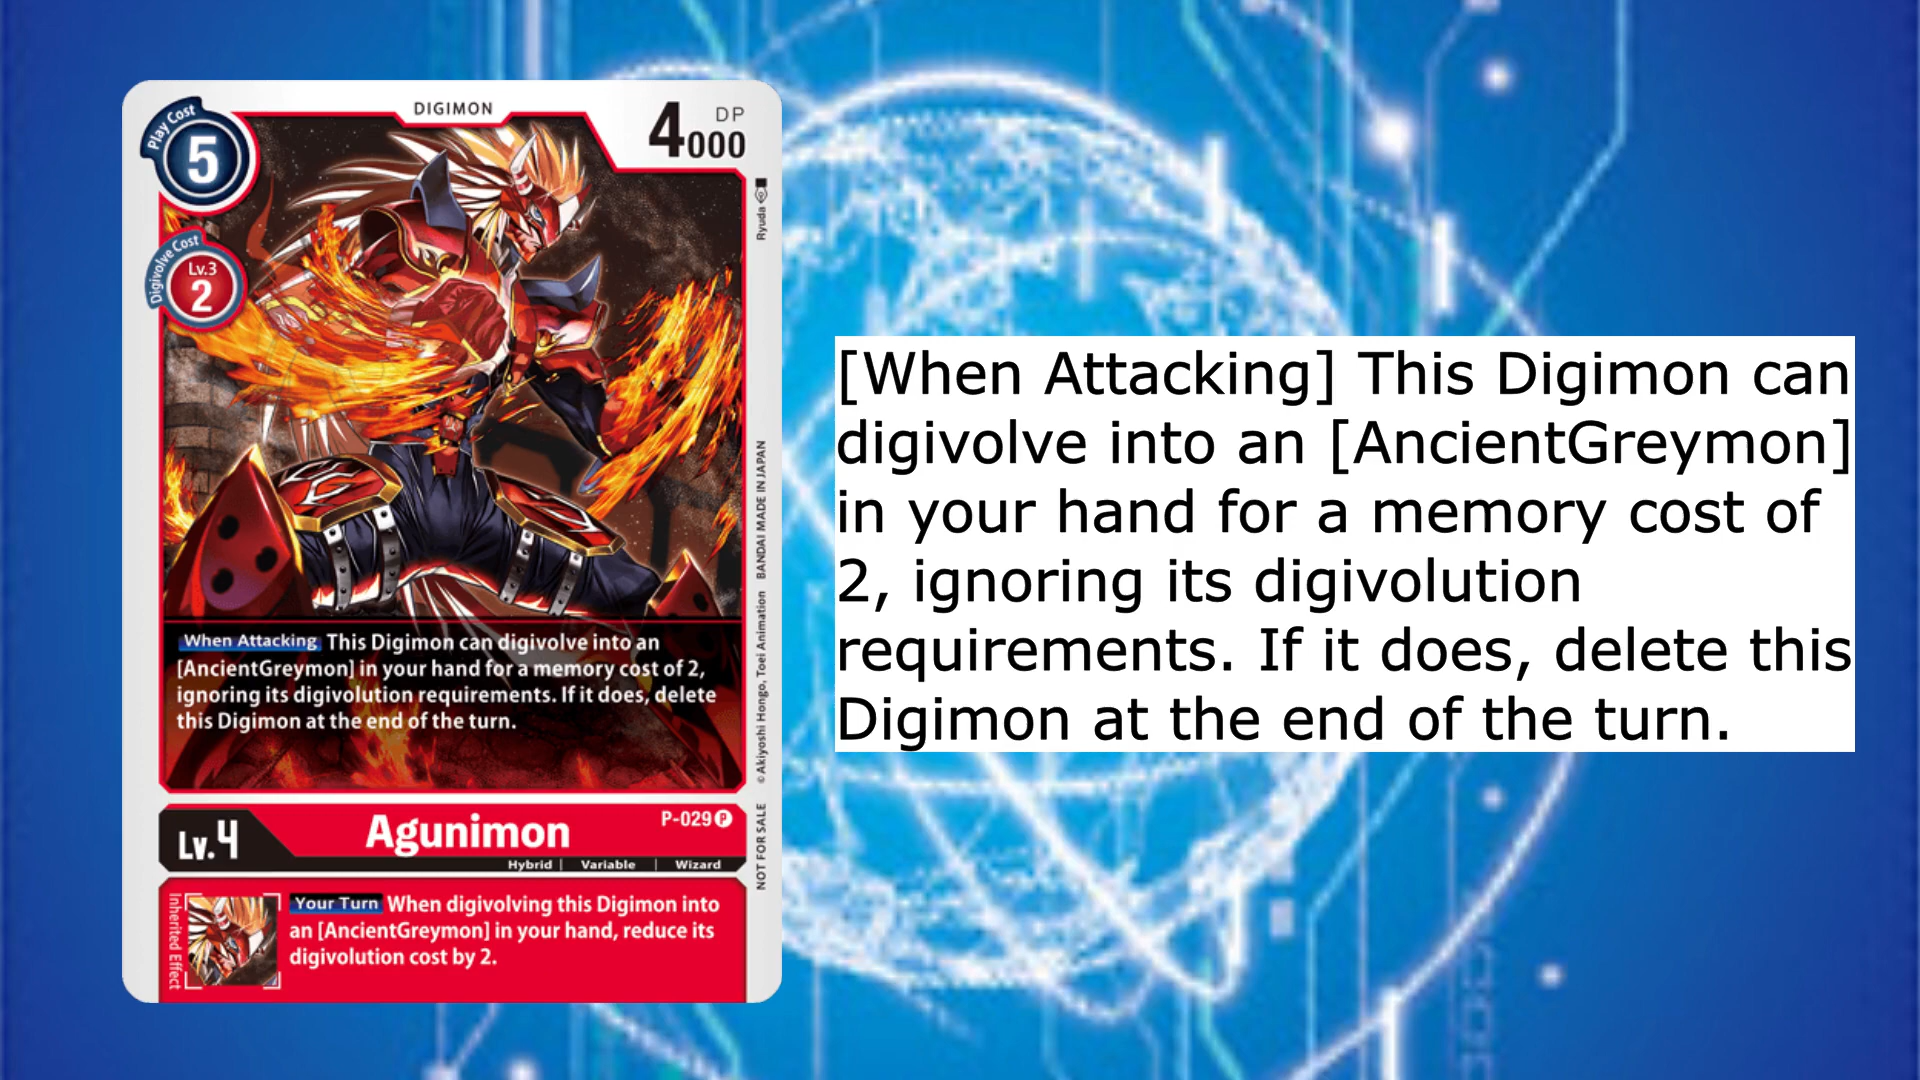 Play Cost
5
DIGIMON
DP
4000
Digivolve Cost
Lv.3
2
Ryuda
When Attacking This Digimon can digivolve into an
[AncientGreymon] in your hand for a memory cost of 2,
ignoring its digivolution requirements. If it does, delete
this Digimon at the end of the turn.
NOT FOR SALE © Akiyoshi Hongo, Toei Animation BANDAI MADE IN JAPAN
Lv.4
Agunimon
P-029 P
Hybrid | Variable | Wizard
Inherited Effect
Your Turn When digivolving this Digimon into
an [AncientGreymon] in your hand, reduce its
digivolution cost by 2.
[When Attacking] This Digimon can
digivolve into an [AncientGreymon]
in your hand for a memory cost of
2, ignoring its digivolution
requirements. If it does, delete this
Digimon at the end of the turn.